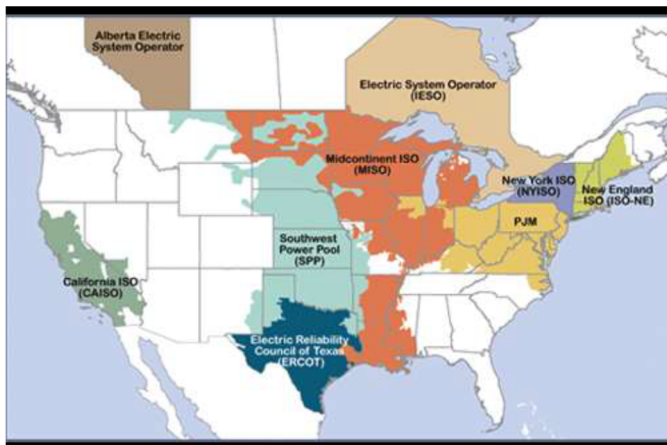 Alberta Electric
System Operator
Electric System Operator
(IESO)
Midcontinent ISO
(MISO)
New York ISO
(NYISO)
New England
ISO (ISO-NE)
PJM
Southwest
Power Pool
(SPP)
California ISO
(CAISO)
Electric Reliability
Council of Texas
(ERCOT)